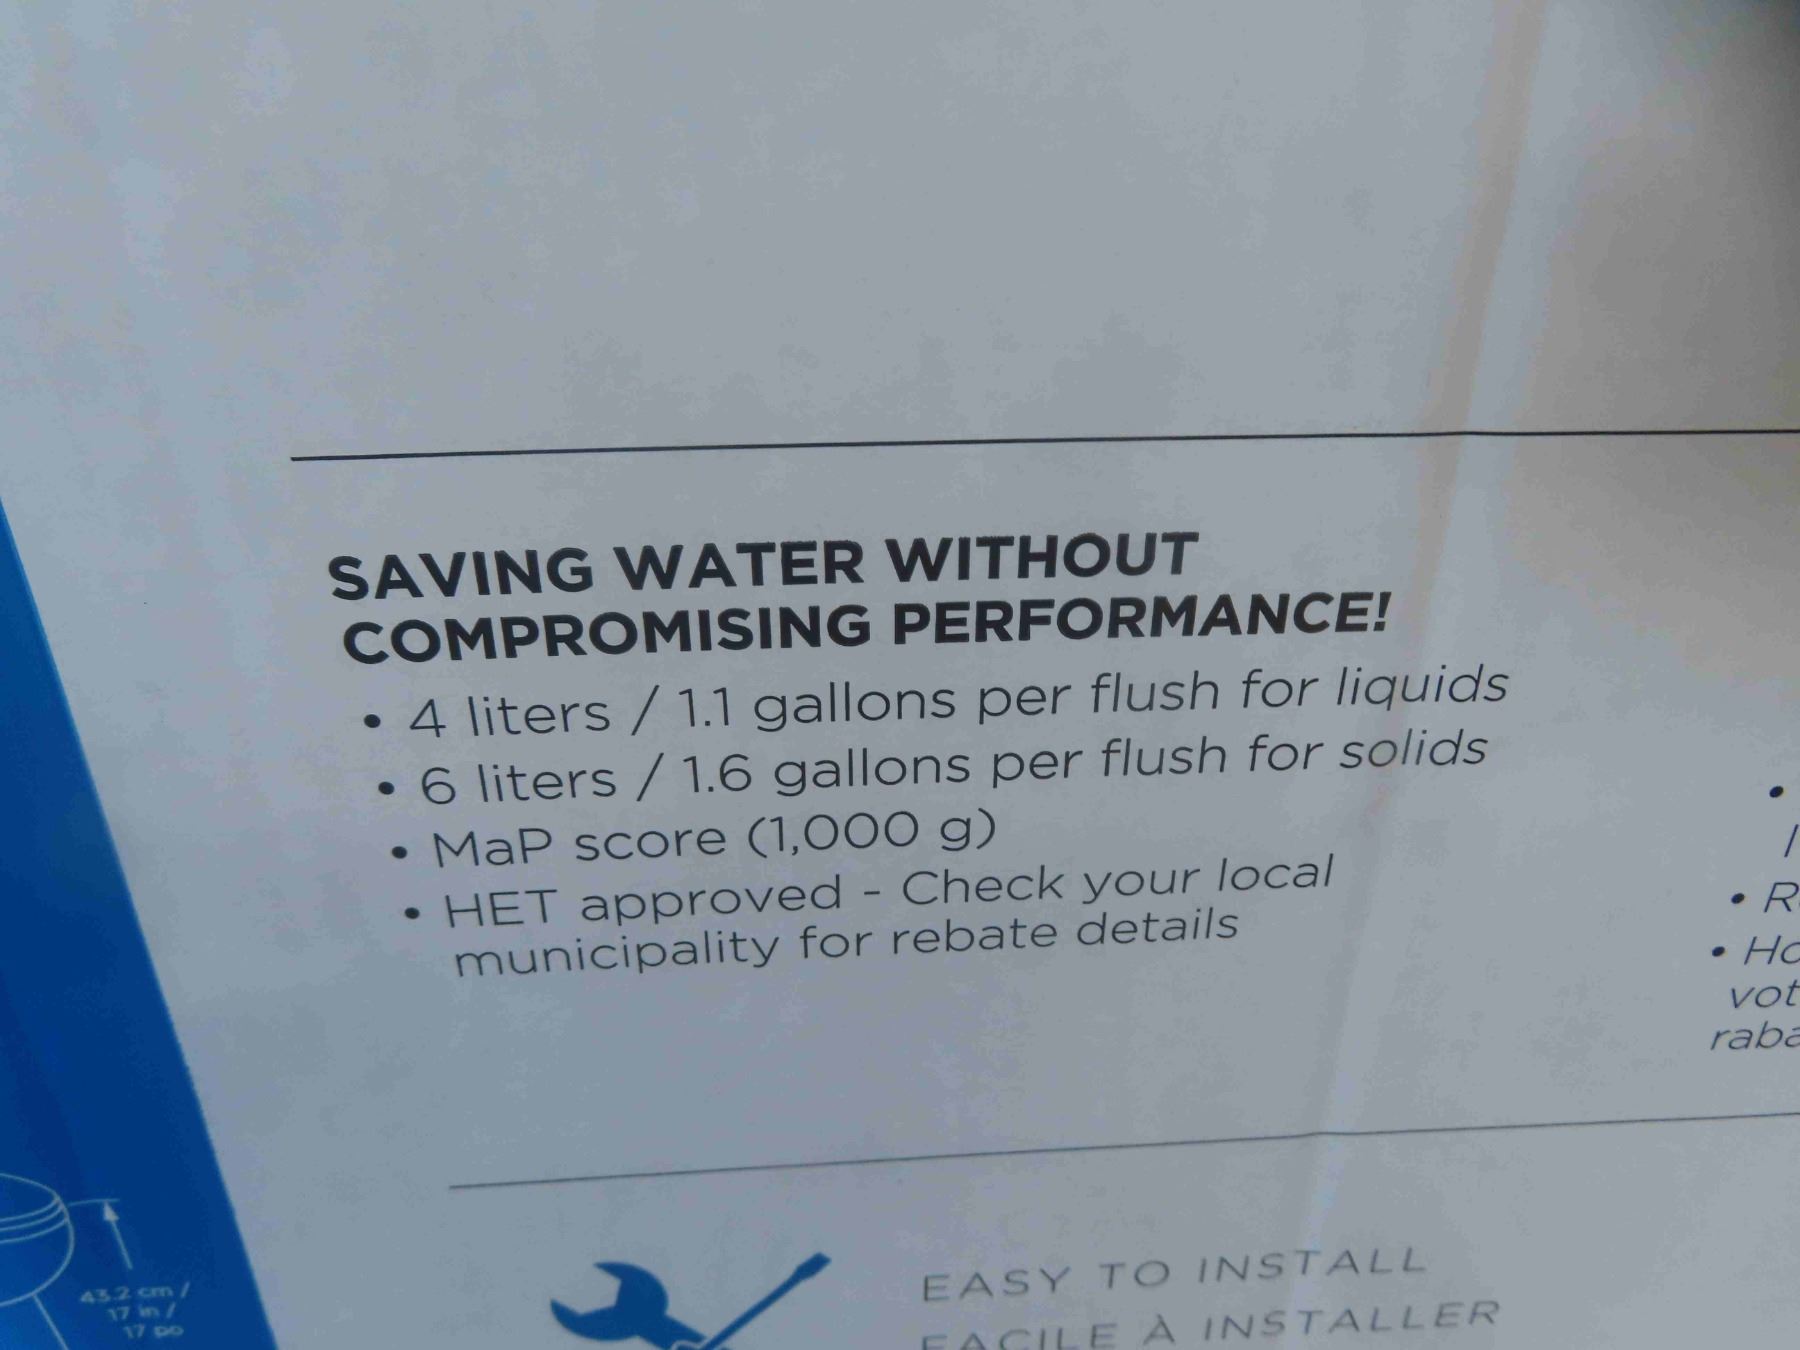 SAVING WATER WITHOUT
COMPROMISING PERFORMANCE!
• 4 liters / 1.1 gallons per flush for liquids
• 6 liters / 1.6 gallons per flush for solids
• MaP score (1,000 g)
• HET approved - Check your local
municipality for rebate details
EASY TO INSTALL
FACILE À INSTALLER
43.2 cm /
17 in /
17 po